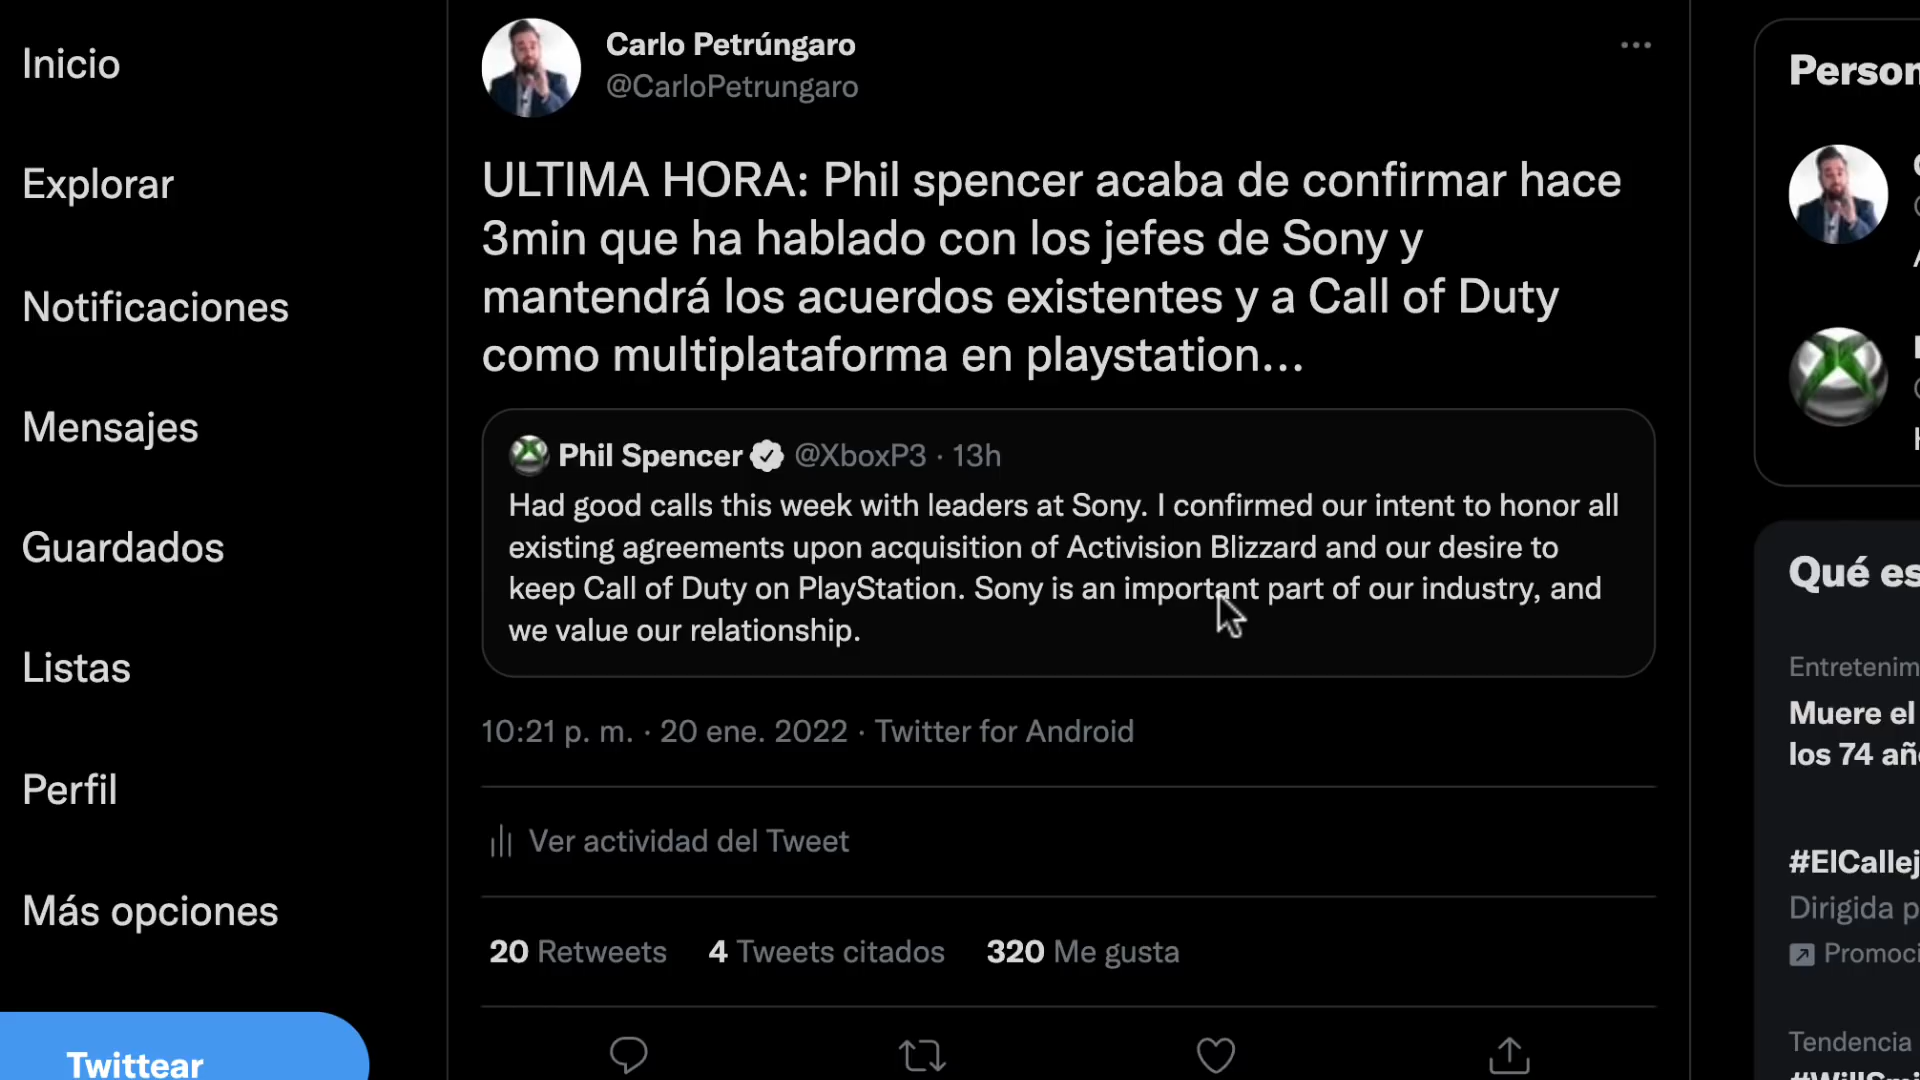 Inicio
Explorar
Notificaciones
Mensajes
Guardados
Listas
Perfil
Más opciones
Twittear
Carlo Petrúngaro
@CarloPetrungaro
ULTIMA HORA: Phil spencer acaba de confirmar hace
3min que ha hablado con los jefes de Sony y
mantendrá los acuerdos existentes y a Call of Duty
como multiplataforma en playstation...
Phil Spencer @XboxP3 · 13h
Had good calls this week with leaders at Sony. I confirmed our intent to honor all
existing agreements upon acquisition of Activision Blizzard and our desire to
keep Call of Duty on PlayStation. Sony is an important part of our industry, and
we value our relationship.
10:21 p. m. · 20 ene. 2022 · Twitter for Android
Ver actividad del Tweet
20 Retweets 4 Tweets citados 320 Me gusta
Person
Qué es
Entretenim
Muere el
los 74 añ
#ElCallej
Dirigida p
Promoci
Tendencia